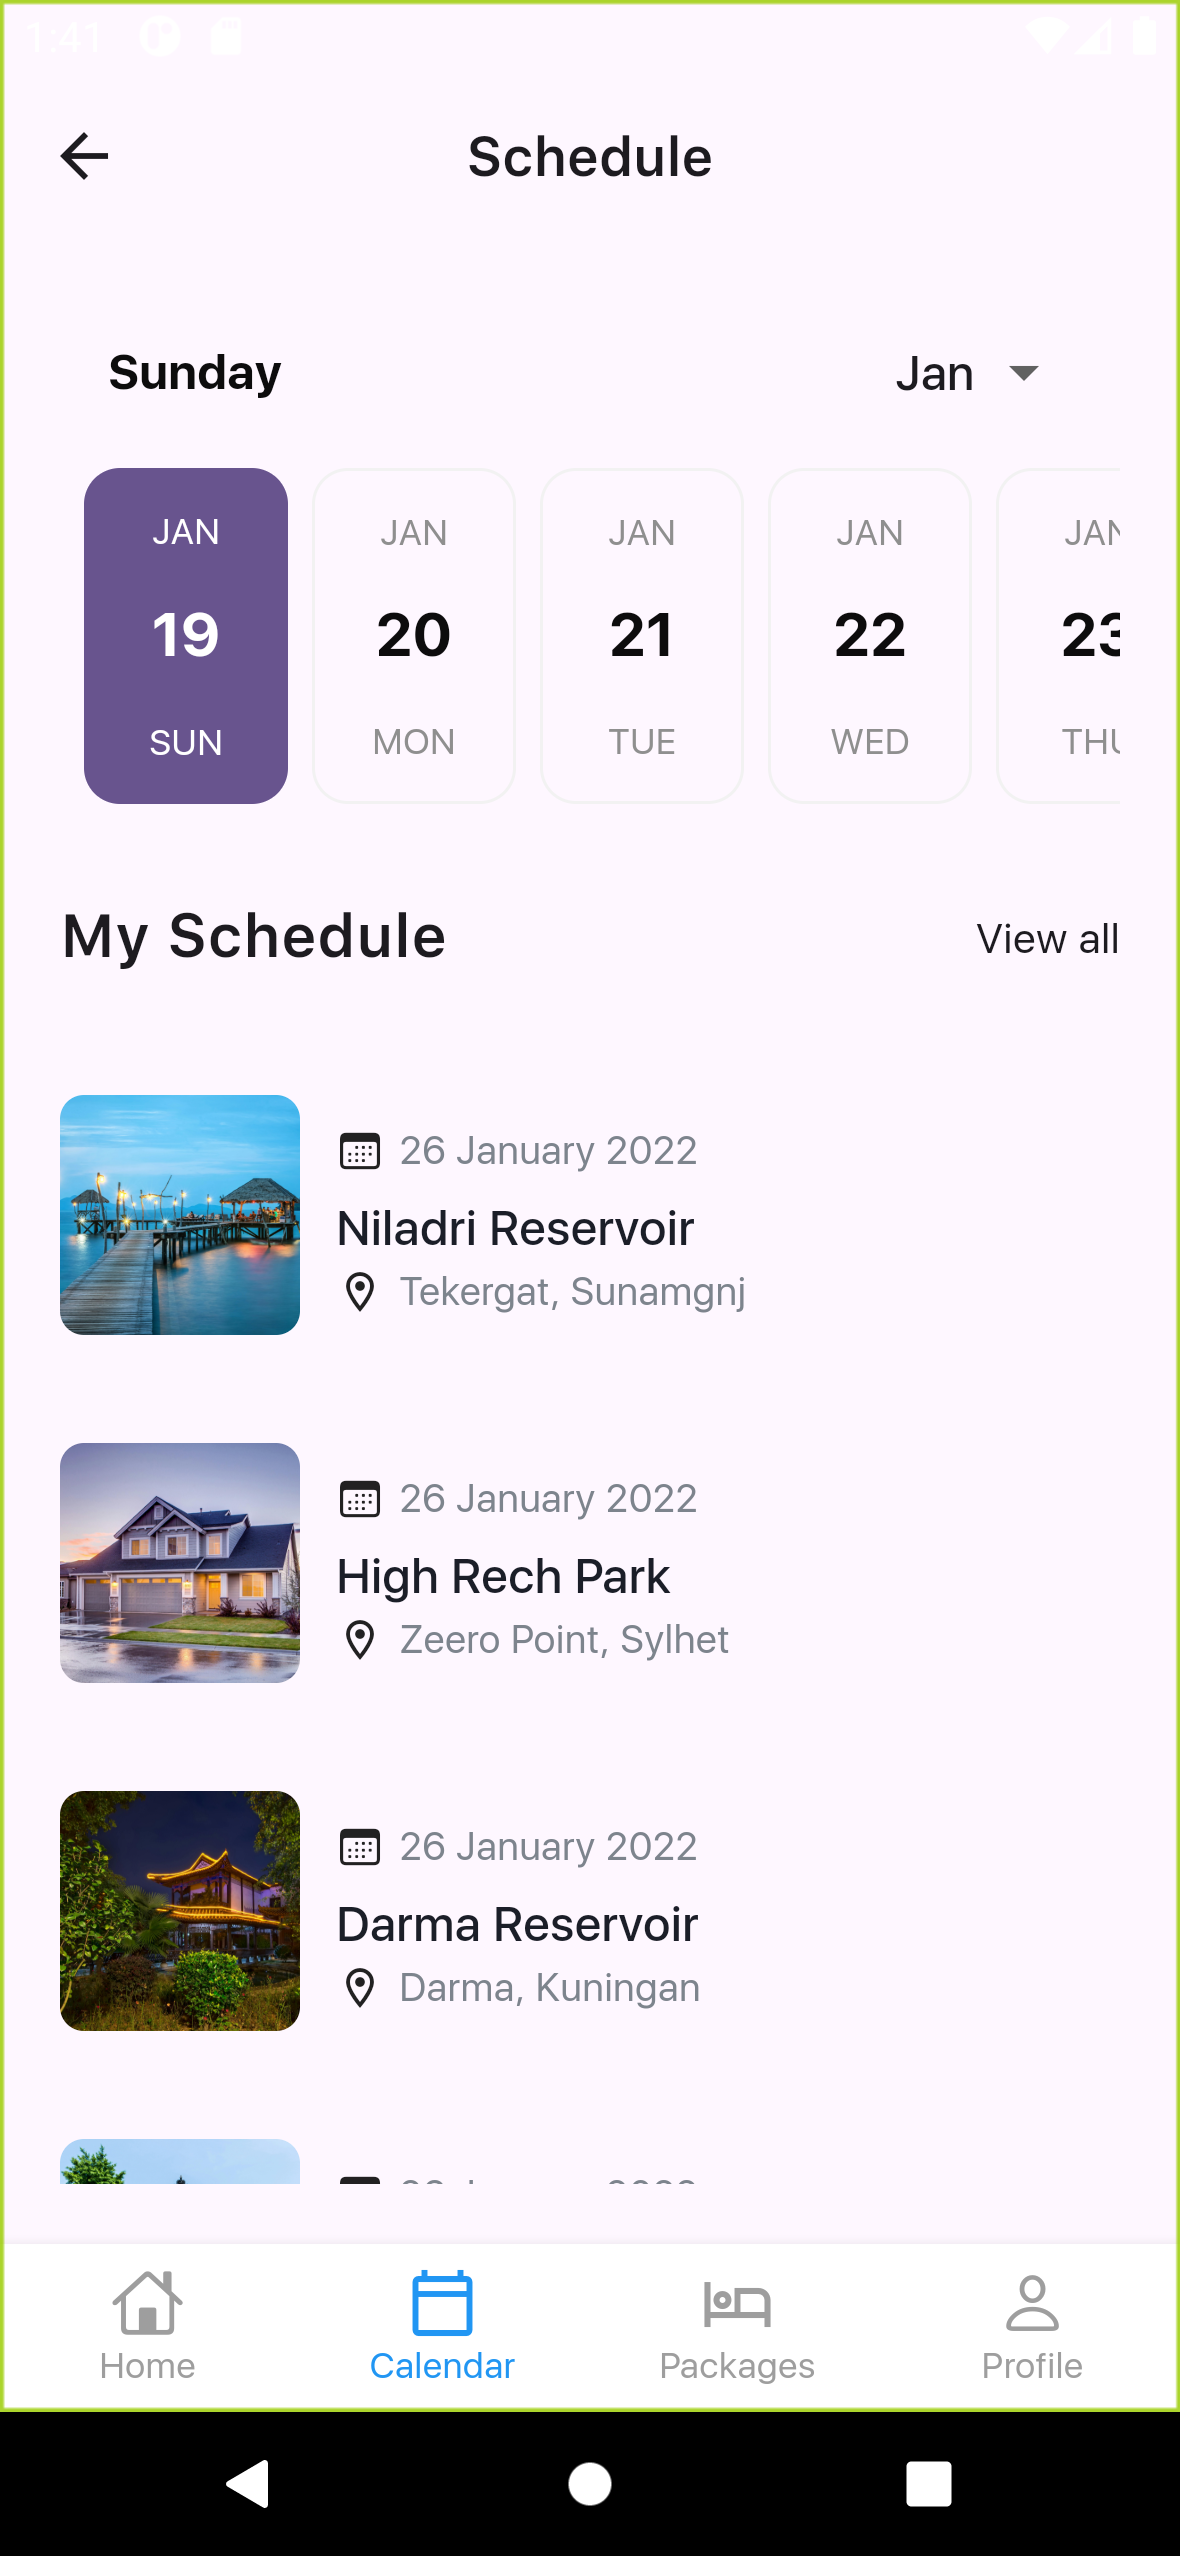 1:41
Schedule
Sunday
Jan
JAN JAN JAN JAN JAN
19 20 21 22 23
SUN MON TUE WED THU
My Schedule
View all
26 January 2022
Niladri Reservoir
Tekergat, Sunamgnj
26 January 2022
High Rech Park
Zeero Point, Sylhet
26 January 2022
Darma Reservoir
Darma, Kuningan
Home
Calendar
Packages
Profile